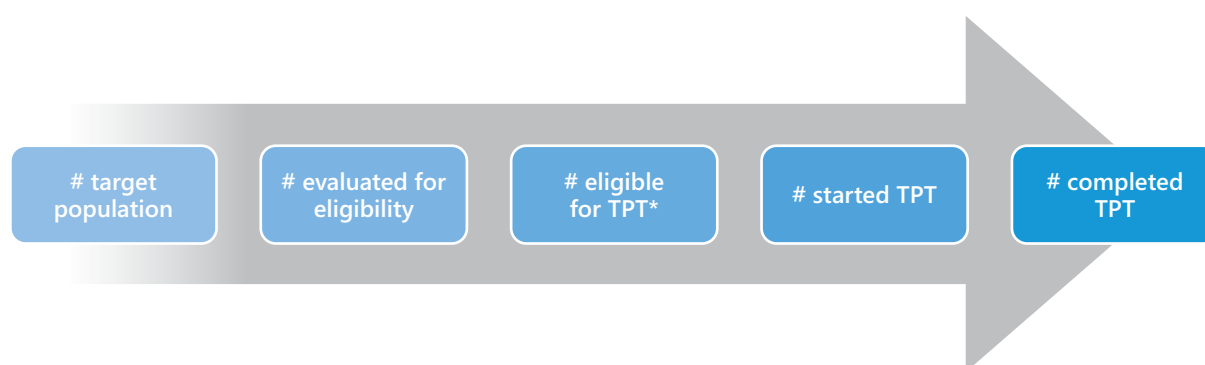 # target
population
# evaluated for
eligibility
# eligible
for TPT*
# started TPT
# completed
TPT